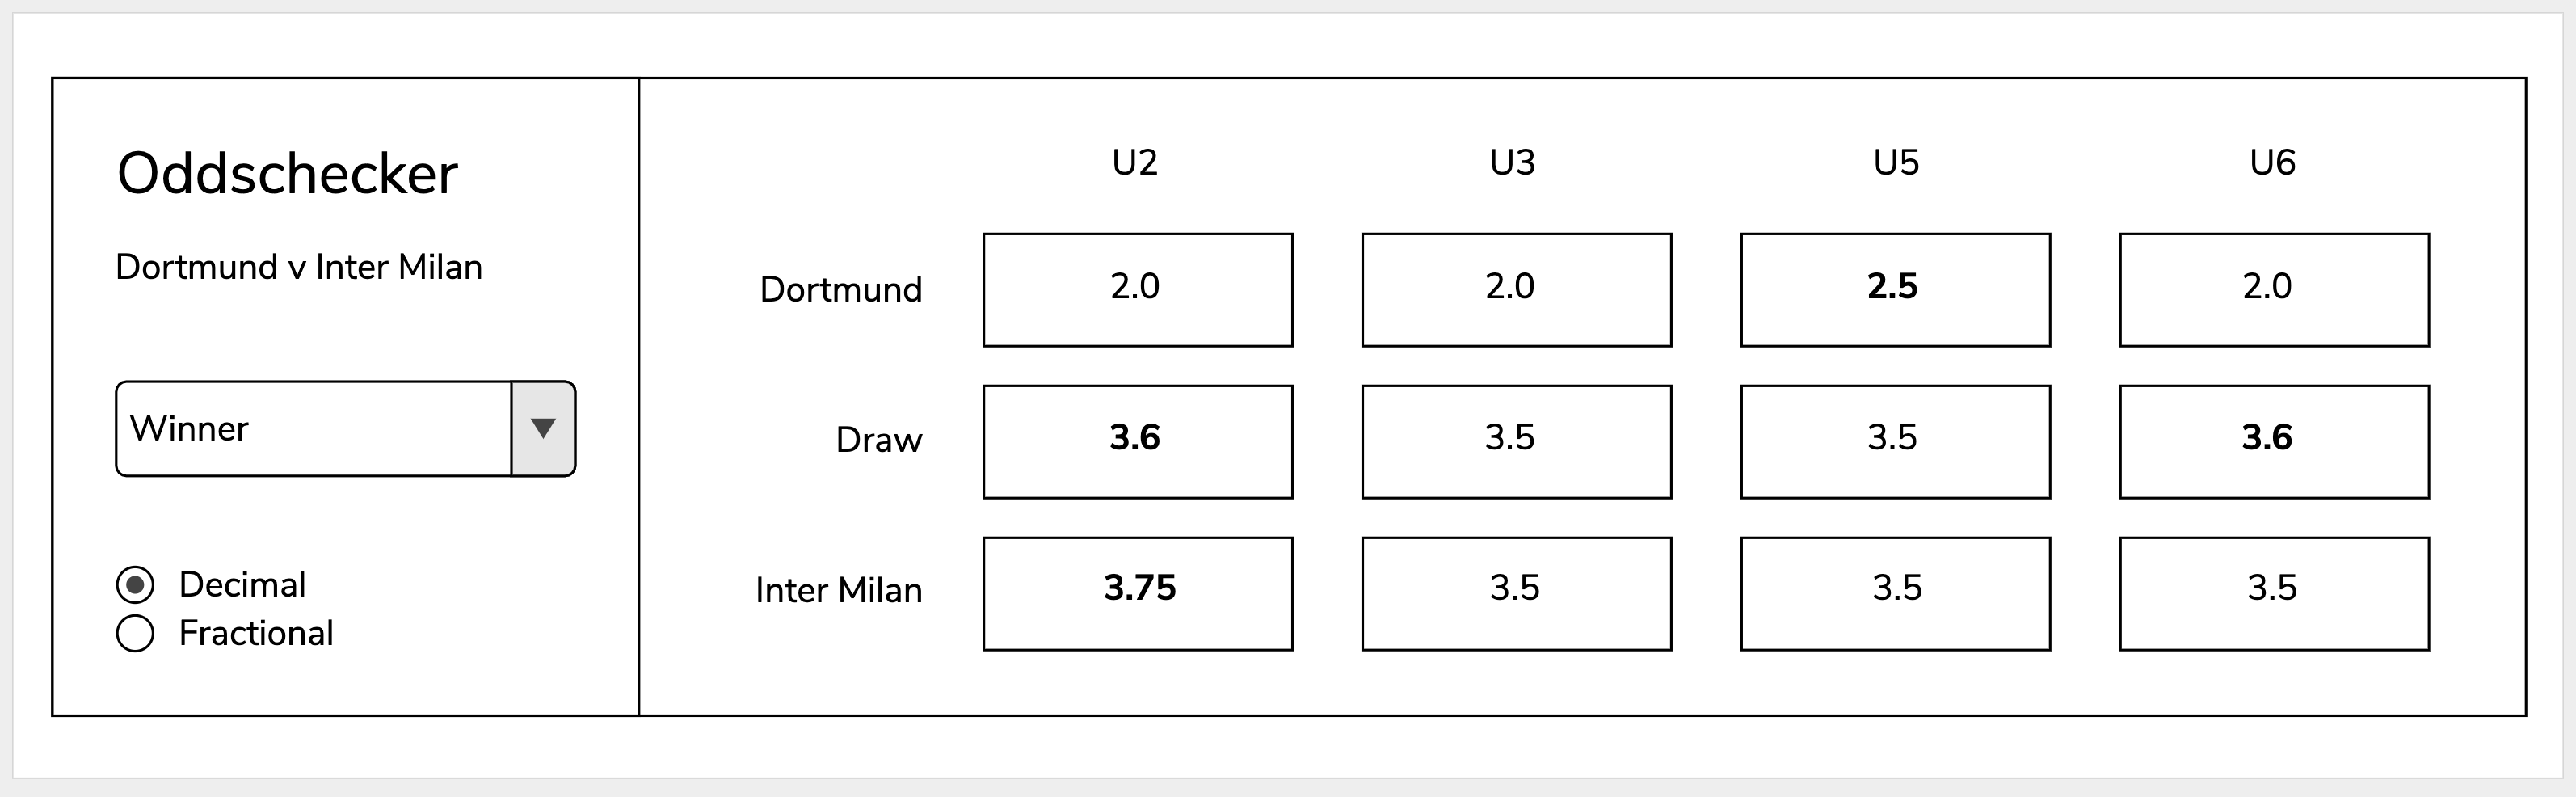 Oddschecker
Dortmund v Inter Milan
Winner
Decimal
Fractional
U2 U3 U5 U6
Dortmund 2.0 2.0 2.5 2.0
Draw 3.6 3.5 3.5 3.6
Inter Milan 3.75 3.5 3.5 3.5